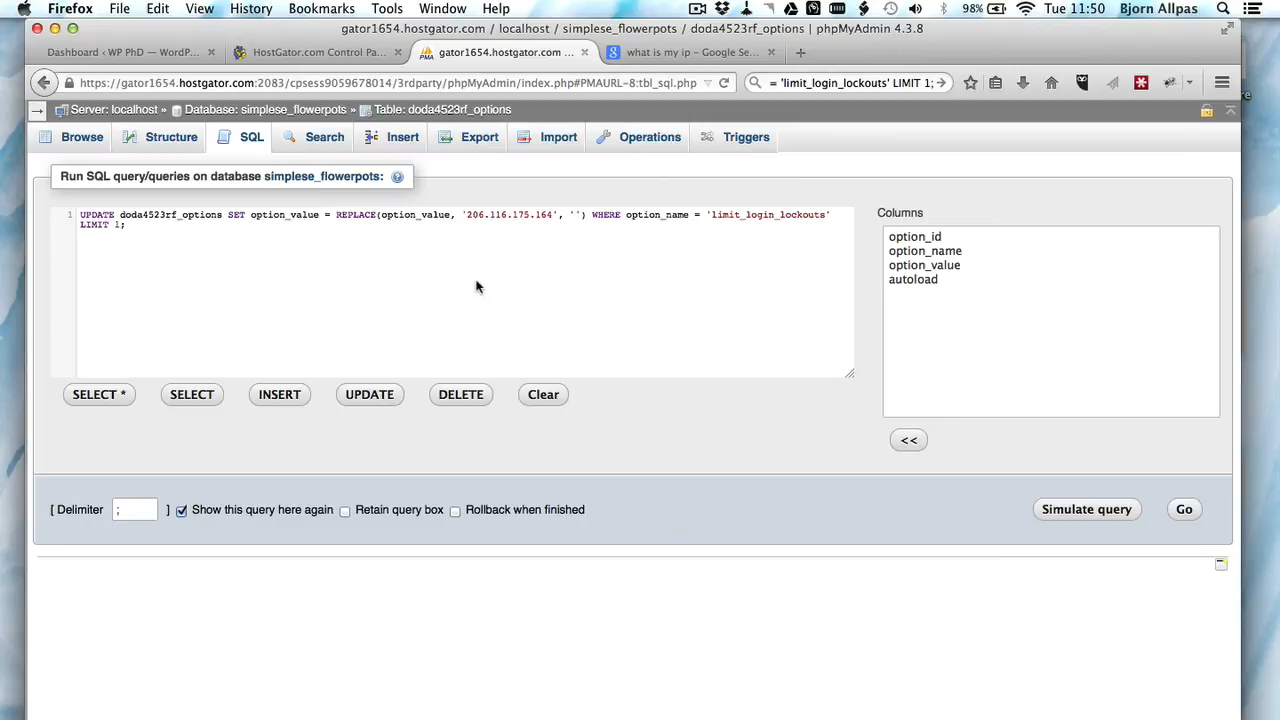 Firefox File Edit View History Bookmarks Tools Window Help 98% Tue 11:50 Bjorn Allpas
gator1654.hostgator.com / localhost / simplese_flowerpots / doda4523rf_options | phpMyAdmin 4.3.8
Dashboard ‹ WP PhD — WordP... × HostGator.com Control Pa... × gator1654.hostgator.com ... × what is my ip – Google Se... × +
https://gator1654.hostgator.com:2083/cpsess9059678014/3rdparty/phpMyAdmin/index.php#PMAURL-8:tbl_sql.php = 'limit_login_lockouts' LIMIT 1;
Server: localhost » Database: simplese_flowerpots » Table: doda4523rf_options
Browse Structure SQL Search Insert Export Import Operations Triggers
Run SQL query/queries on database simplese_flowerpots:
Columns
1 UPDATE doda4523rf_options SET option_value = REPLACE(option_value, '206.116.175.164', '') WHERE option_name = 'limit_login_lockouts'
LIMIT 1;
option_id
option_name
option_value
autoload
SELECT * SELECT INSERT UPDATE DELETE Clear
<<
[ Delimiter ; ] Show this query here again Retain query box Rollback when finished Simulate query Go